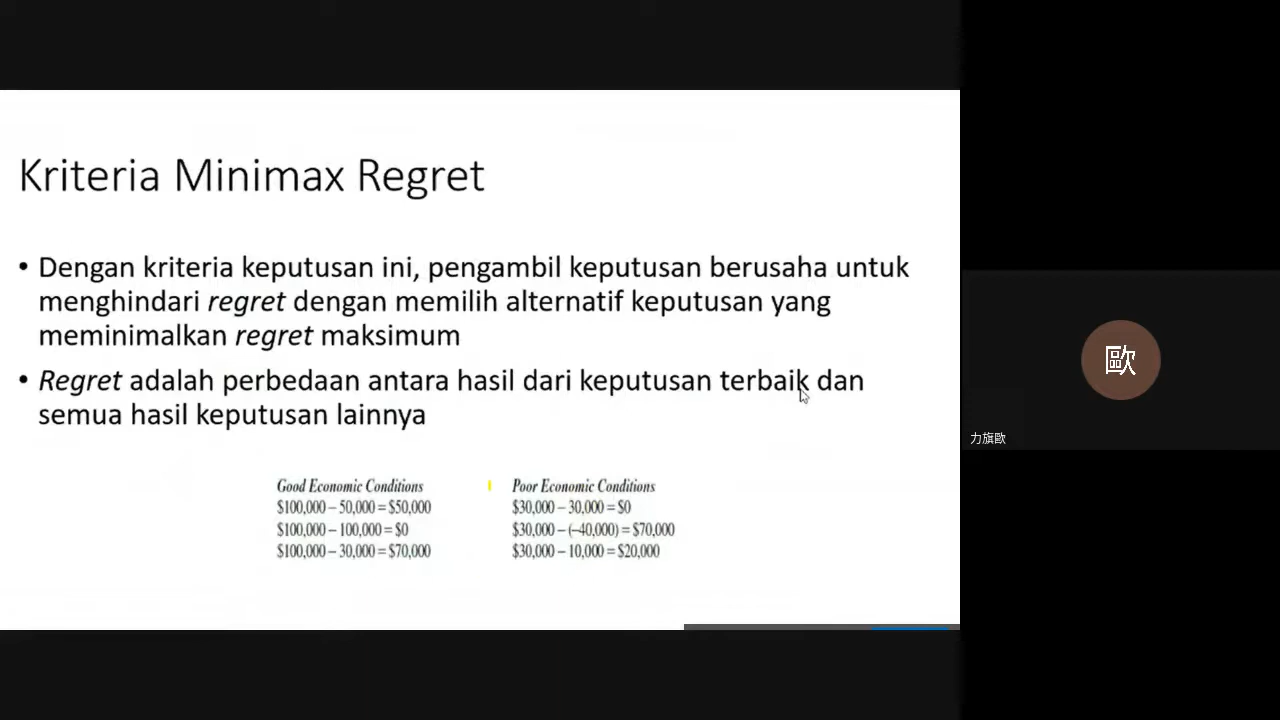 Kriteria Minimax Regret
• Dengan kriteria keputusan ini, pengambil keputusan berusaha untuk
menghindari regret dengan memilih alternatif keputusan yang
meminimalkan regret maksimum
• Regret adalah perbedaan antara hasil dari keputusan terbaik dan
semua hasil keputusan lainnya
Good Economic Conditions
$100,000 – 50,000 = $50,000
$100,000 – 100,000 = $0
$100,000 – 30,000 = $70,000
Poor Economic Conditions
$30,000 – 30,000 = $0
$30,000 – (–40,000) = $70,000
$30,000 – 10,000 = $20,000
歐
力旗歐